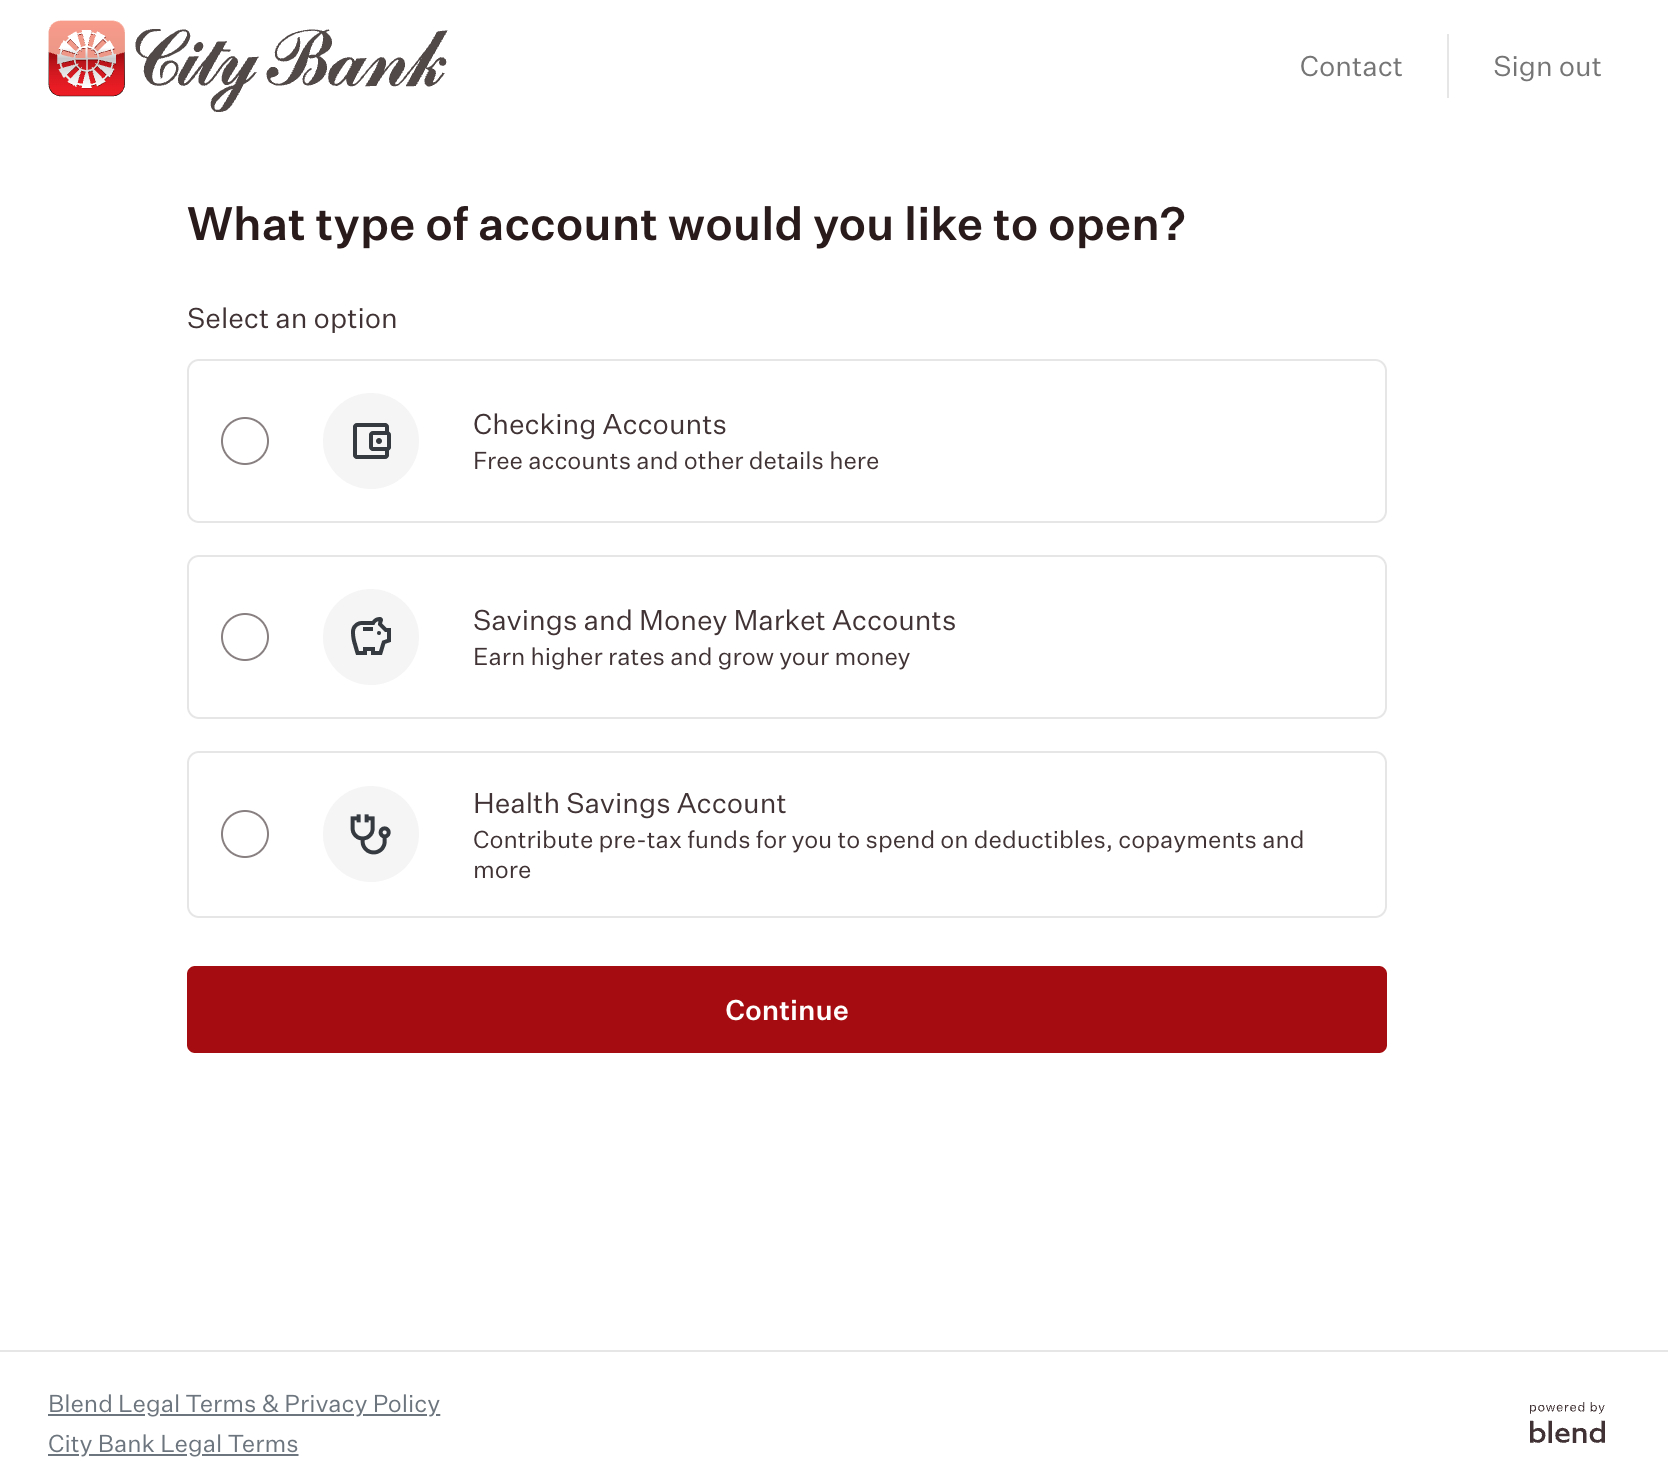 City Bank
Contact
Sign out
What type of account would you like to open?
Select an option
Checking Accounts
Free accounts and other details here
Savings and Money Market Accounts
Earn higher rates and grow your money
Health Savings Account
Contribute pre-tax funds for you to spend on deductibles, copayments and
more
Continue
Blend Legal Terms & Privacy Policy
City Bank Legal Terms
powered by
blend